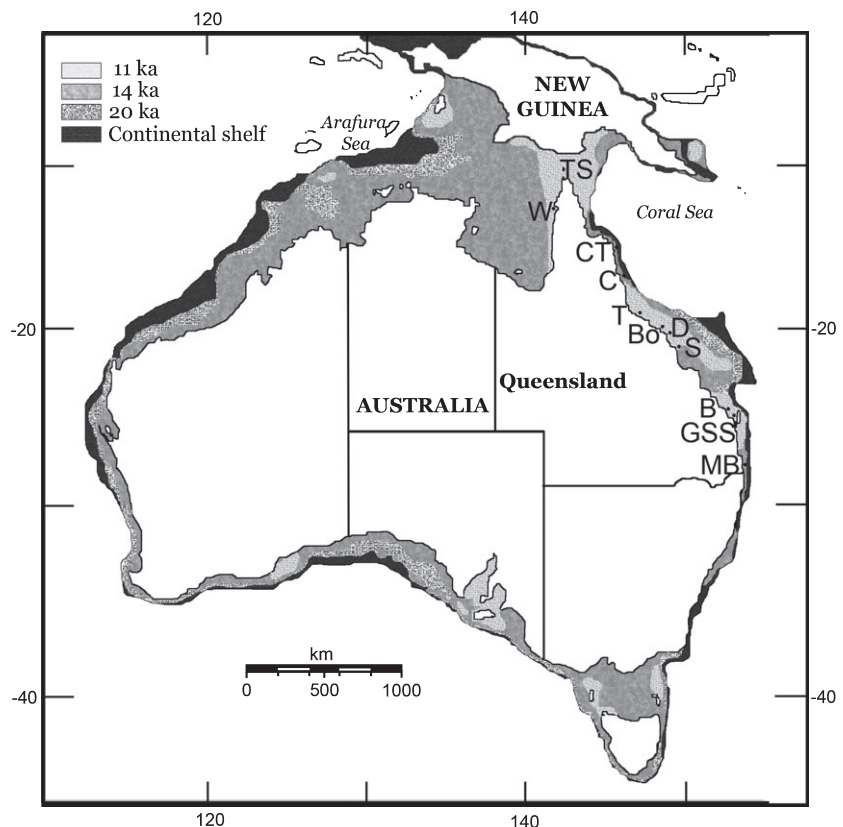 120
140
11 ka
14 ka
20 ka
Continental shelf
NEW
GUINEA
Arafura
Sea
TS
W
Coral Sea
CT
C
-20
-20
T
D
Bo
S
Queensland
AUSTRALIA
B
GSS
MB
km
0
500
1000
-40
-40
120
140